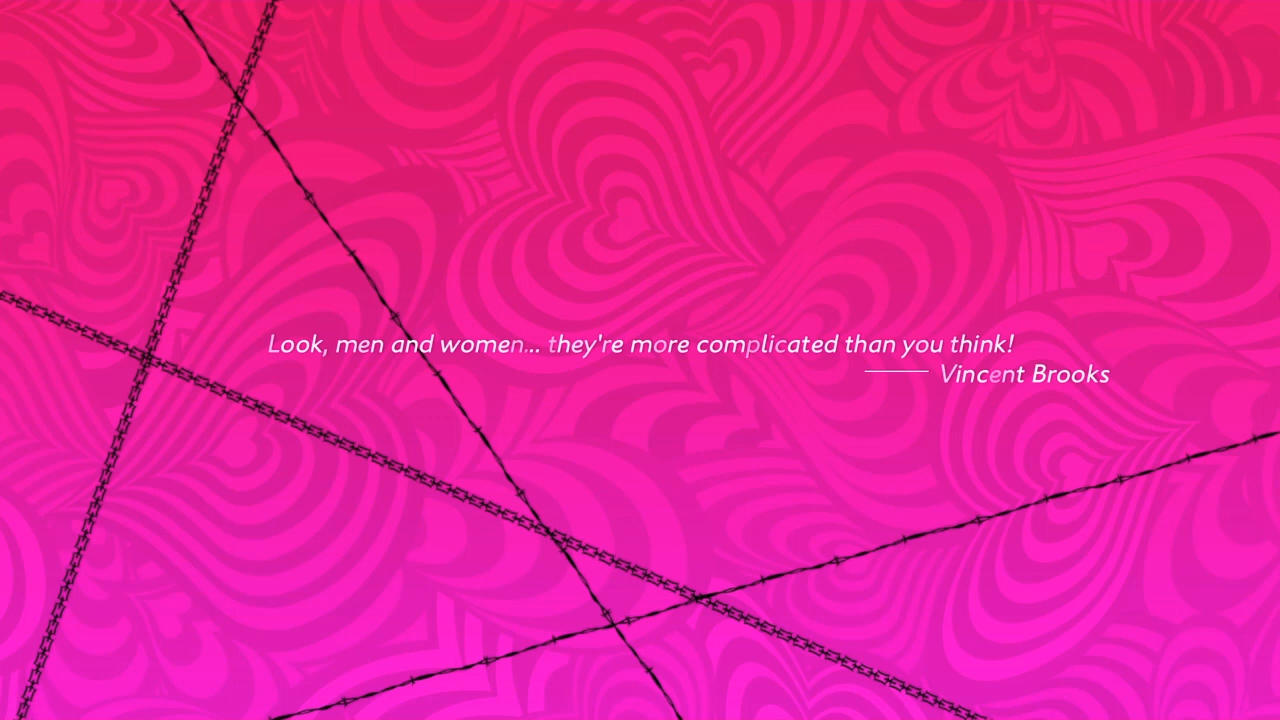 Look, men and women... they're more complicated than you think!
—— Vincent Brooks